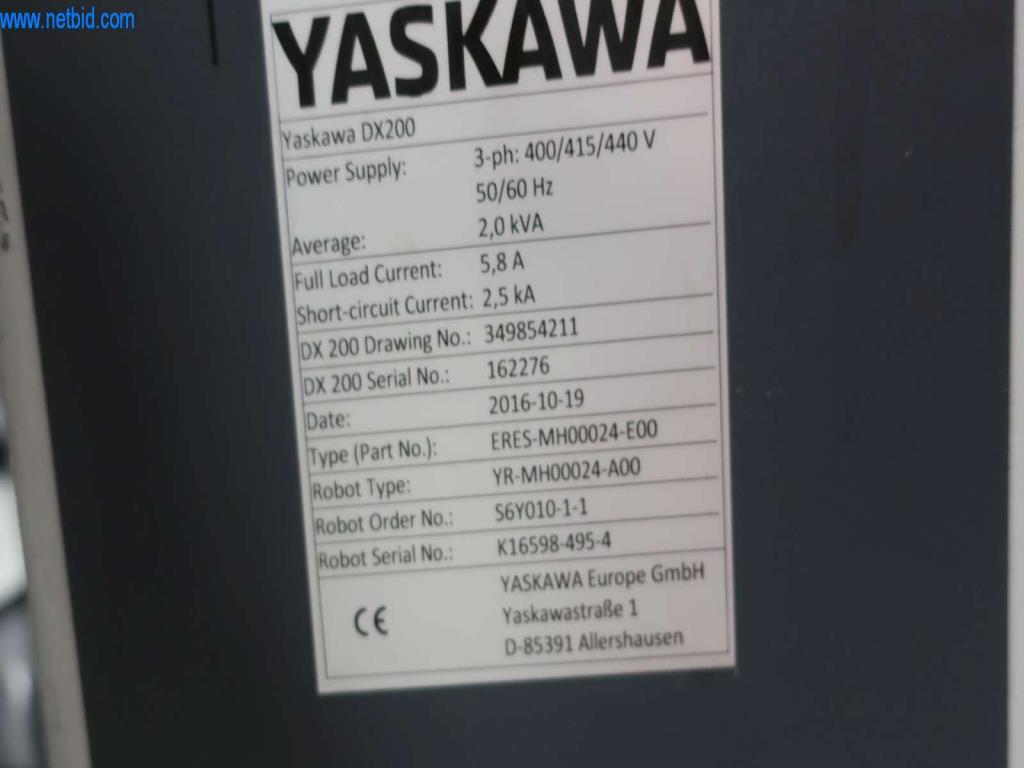 www.netbid.com
YASKAWA
Yaskawa DX200
Power Supply: 3-ph: 400/415/440 V
50/60 Hz
Average: 2,0 kVA
Full Load Current: 5,8 A
Short-circuit Current: 2,5 kA
DX 200 Drawing No.: 349854211
DX 200 Serial No.: 162276
Date: 2016-10-19
Type (Part No.): ERES-MH00024-E00
Robot Type: YR-MH00024-A00
Robot Order No.: S6Y010-1-1
Robot Serial No.: K16598-495-4
CE
YASKAWA Europe GmbH
Yaskawastraße 1
D-85391 Allershausen